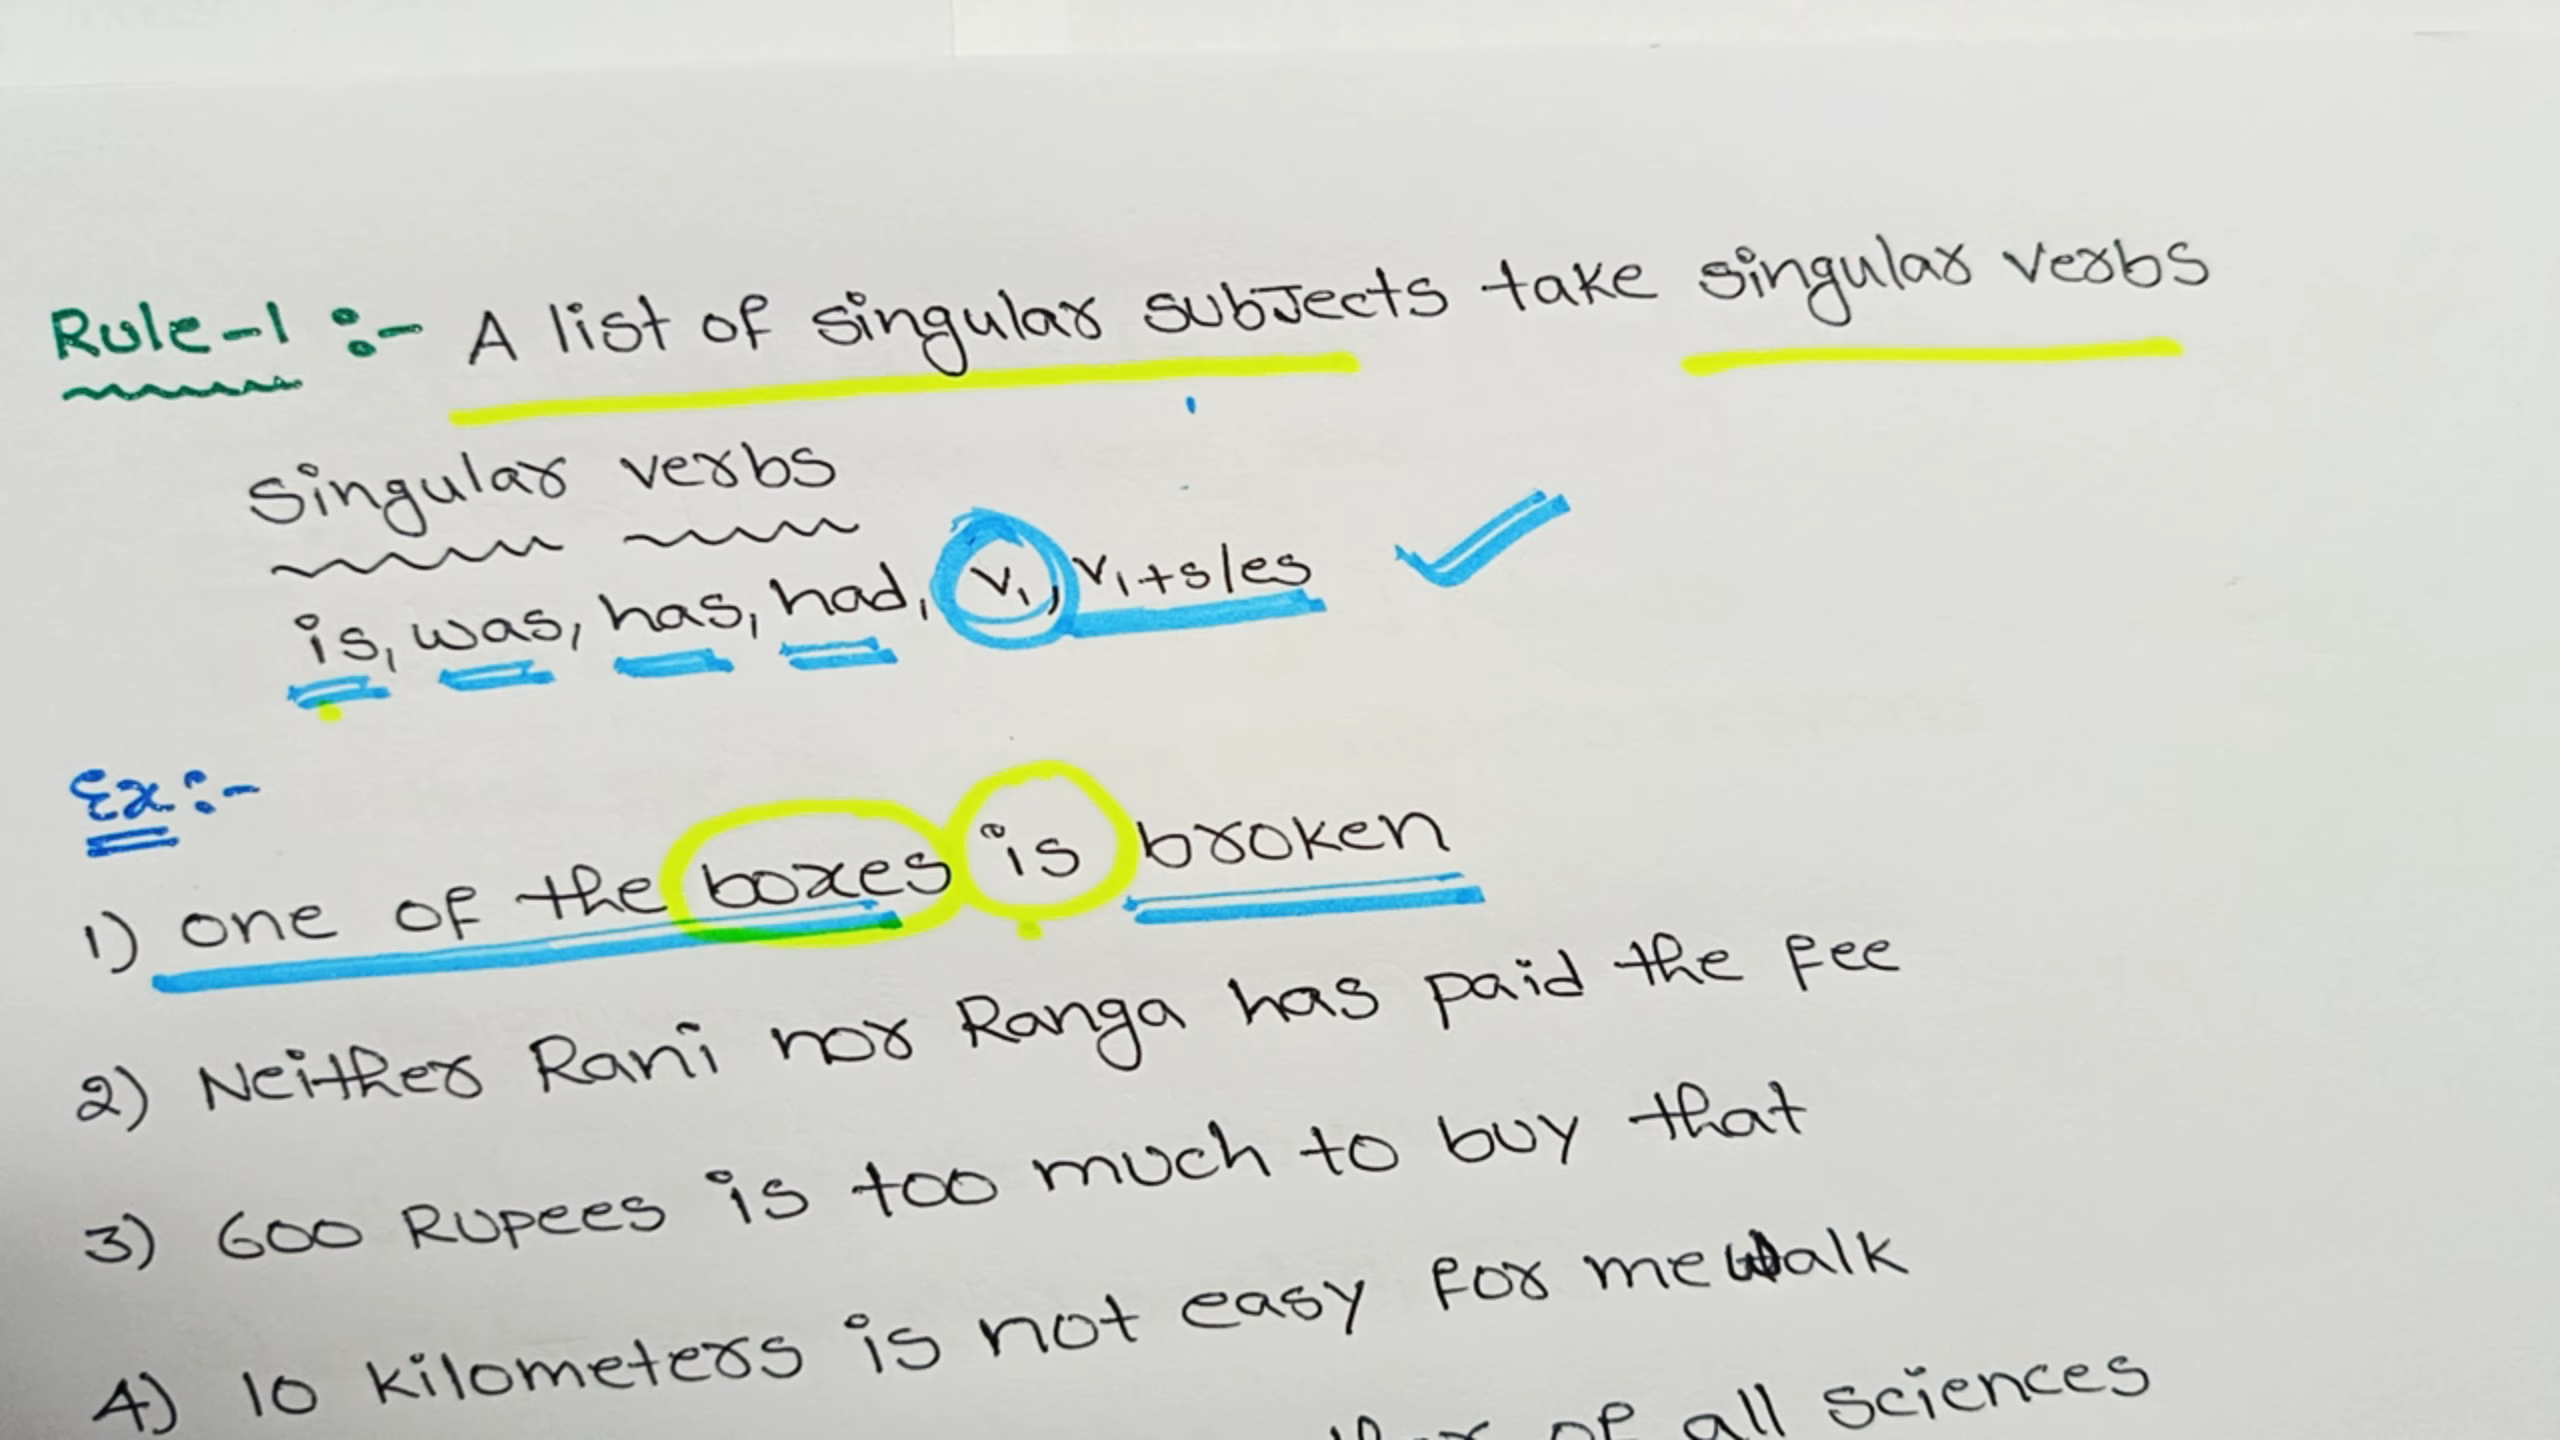 Rule-1 :- A list of singular subjects take singular verbs
Singular verbs
is, was, has, had, V1, V1+s/es
Ex:-
1) one of the boxes is broken
2) Neither Rani nor Ranga has paid the fee
3) 600 Rupees is too much to buy that
4) 10 kilometers is not easy for me walk
of all sciences